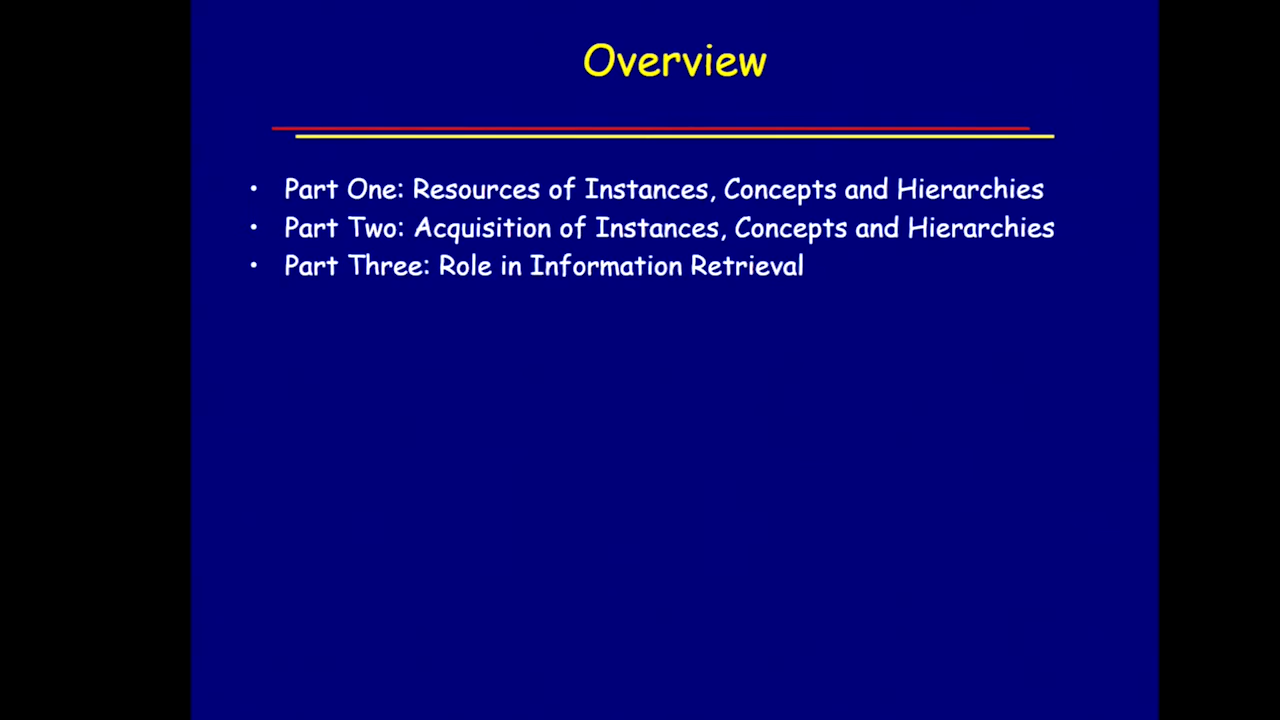 Overview
• Part One: Resources of Instances, Concepts and Hierarchies
• Part Two: Acquisition of Instances, Concepts and Hierarchies
• Part Three: Role in Information Retrieval